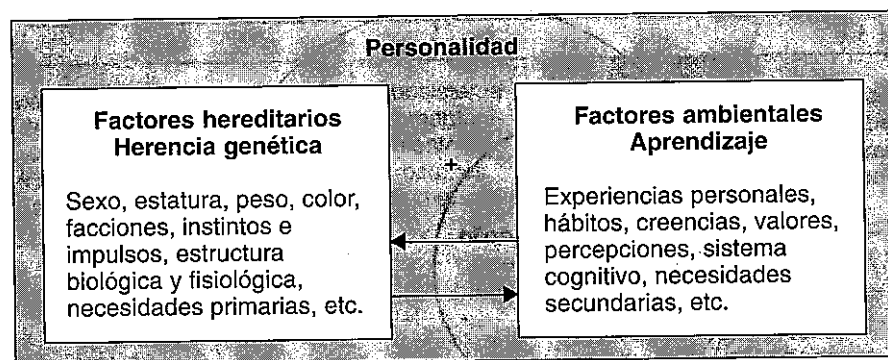 Personalidad
Factores hereditarios
Herencia genética
Sexo, estatura, peso, color,
facciones, instintos e
impulsos, estructura
biológica y fisiológica,
necesidades primarias, etc.
+
Factores ambientales
Aprendizaje
Experiencias personales,
hábitos, creencias, valores,
percepciones, sistema
cognitivo, necesidades
secundarias, etc.